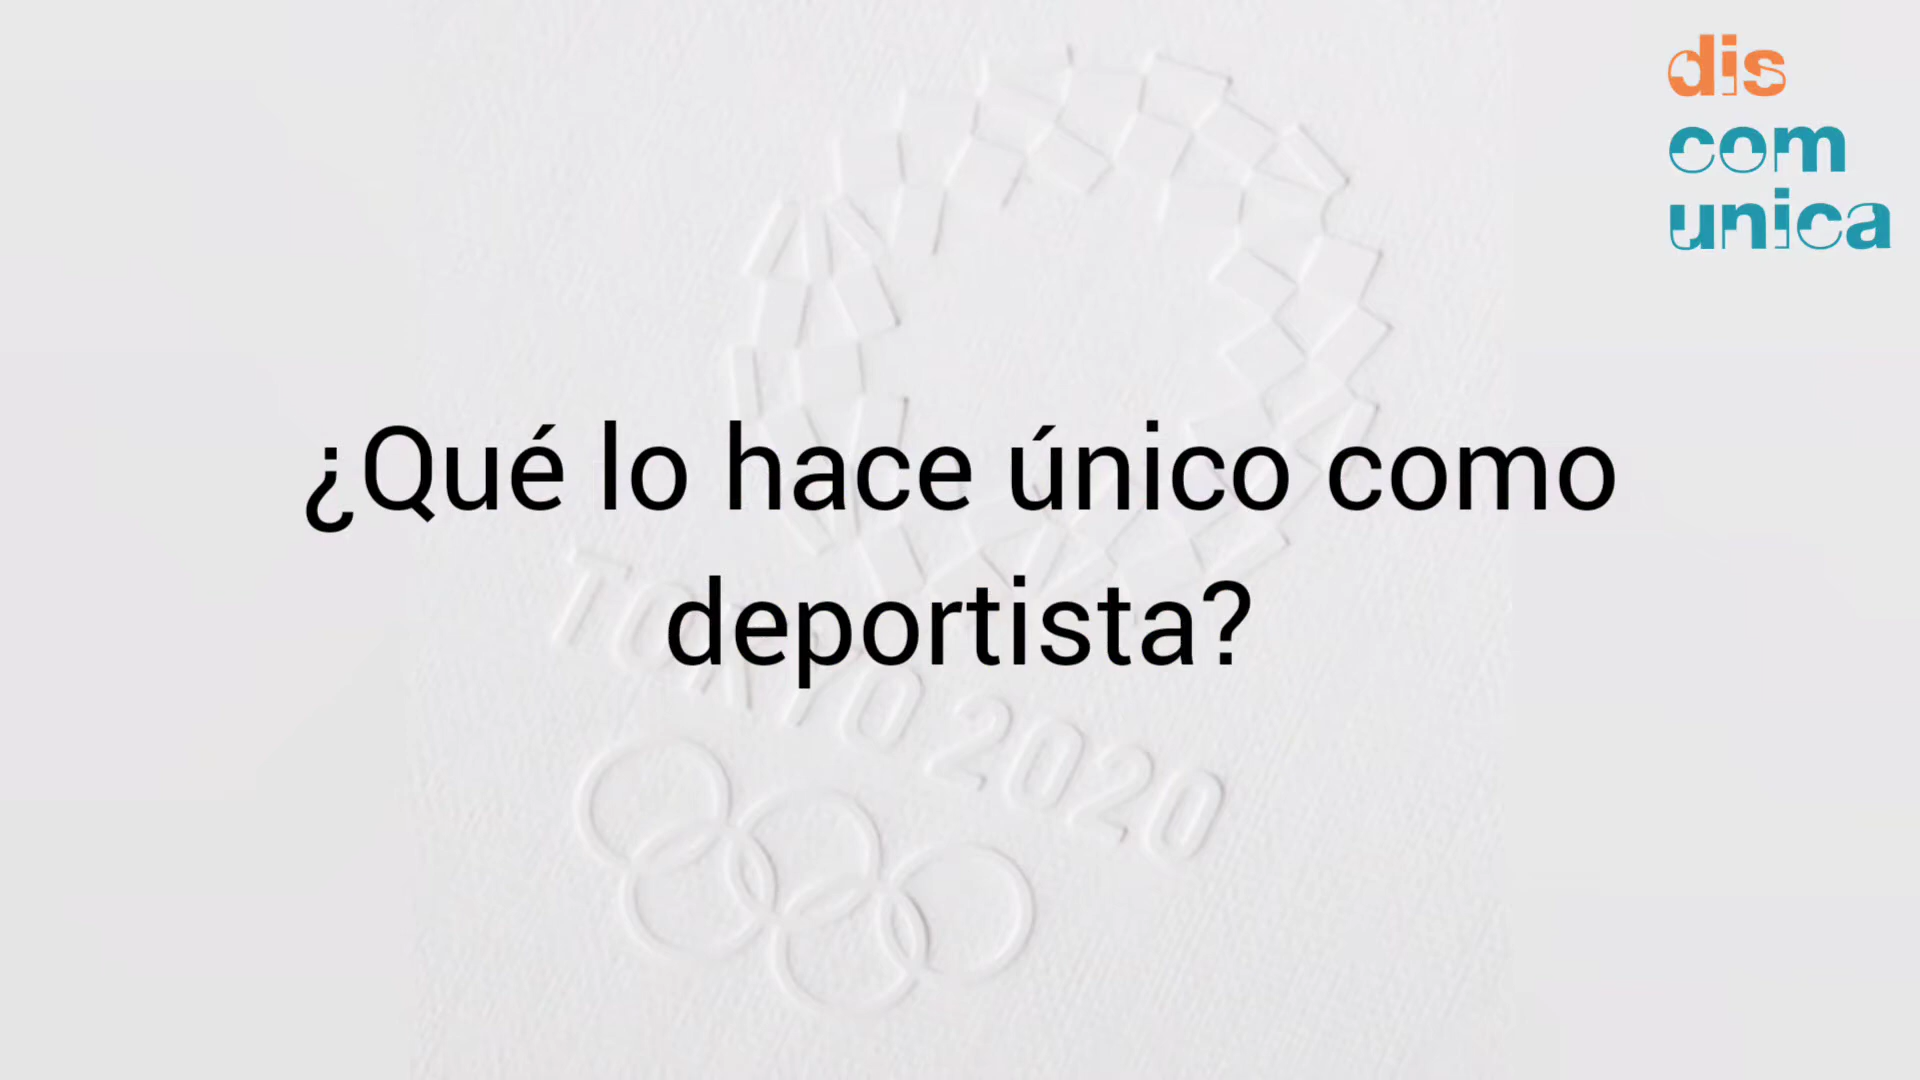 dis
com
unica
¿Qué lo hace único como
deportista?
TOKYO 2020